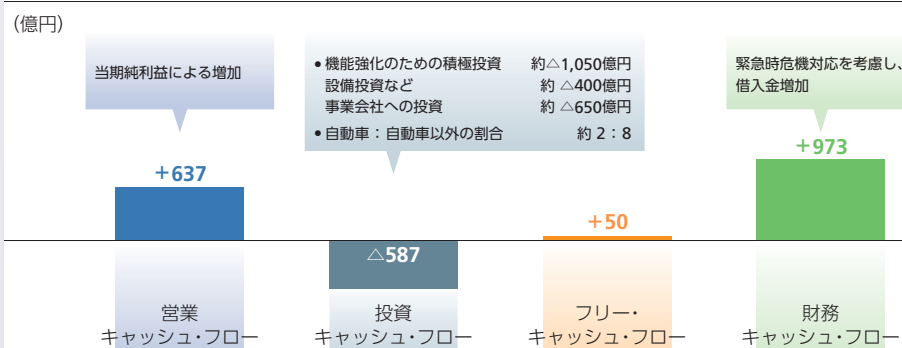 (億円)
当期純利益による増加
• 機能強化のための積極投資 約△1,050億円
設備投資など 約 △400億円
事業会社への投資 約 △650億円
• 自動車：自動車以外の割合 約 2：8
緊急時危機対応を考慮し、
借入金増加
+637
△587
+50
+973
営業
キャッシュ・フロー
投資
キャッシュ・フロー
フリー・
キャッシュ・フロー
財務
キャッシュ・フロー